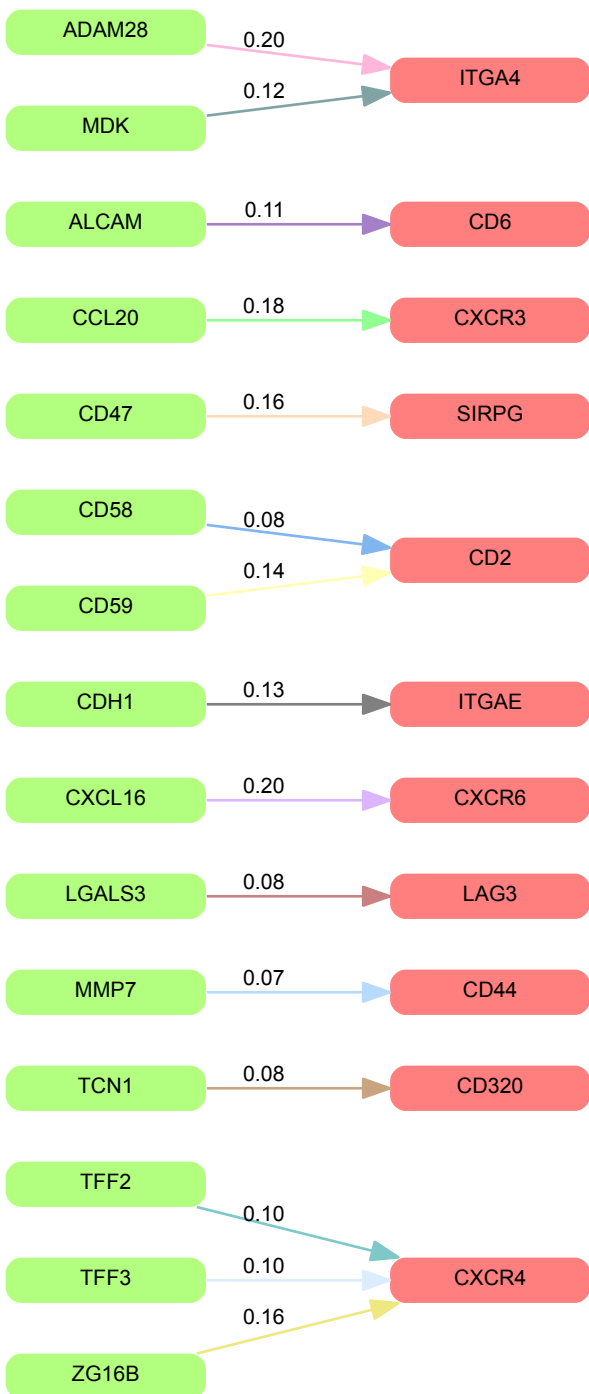 ADAM28
0.20
ITGA4
MDK
0.12
ALCAM
0.11
CD6
CCL20
0.18
CXCR3
CD47
0.16
SIRPG
CD58
0.08
CD2
CD59
0.14
CDH1
0.13
ITGAE
CXCL16
0.20
CXCR6
LGALS3
0.08
LAG3
MMP7
0.07
CD44
TCN1
0.08
CD320
TFF2
0.10
TFF3
0.10
CXCR4
0.16
ZG16B